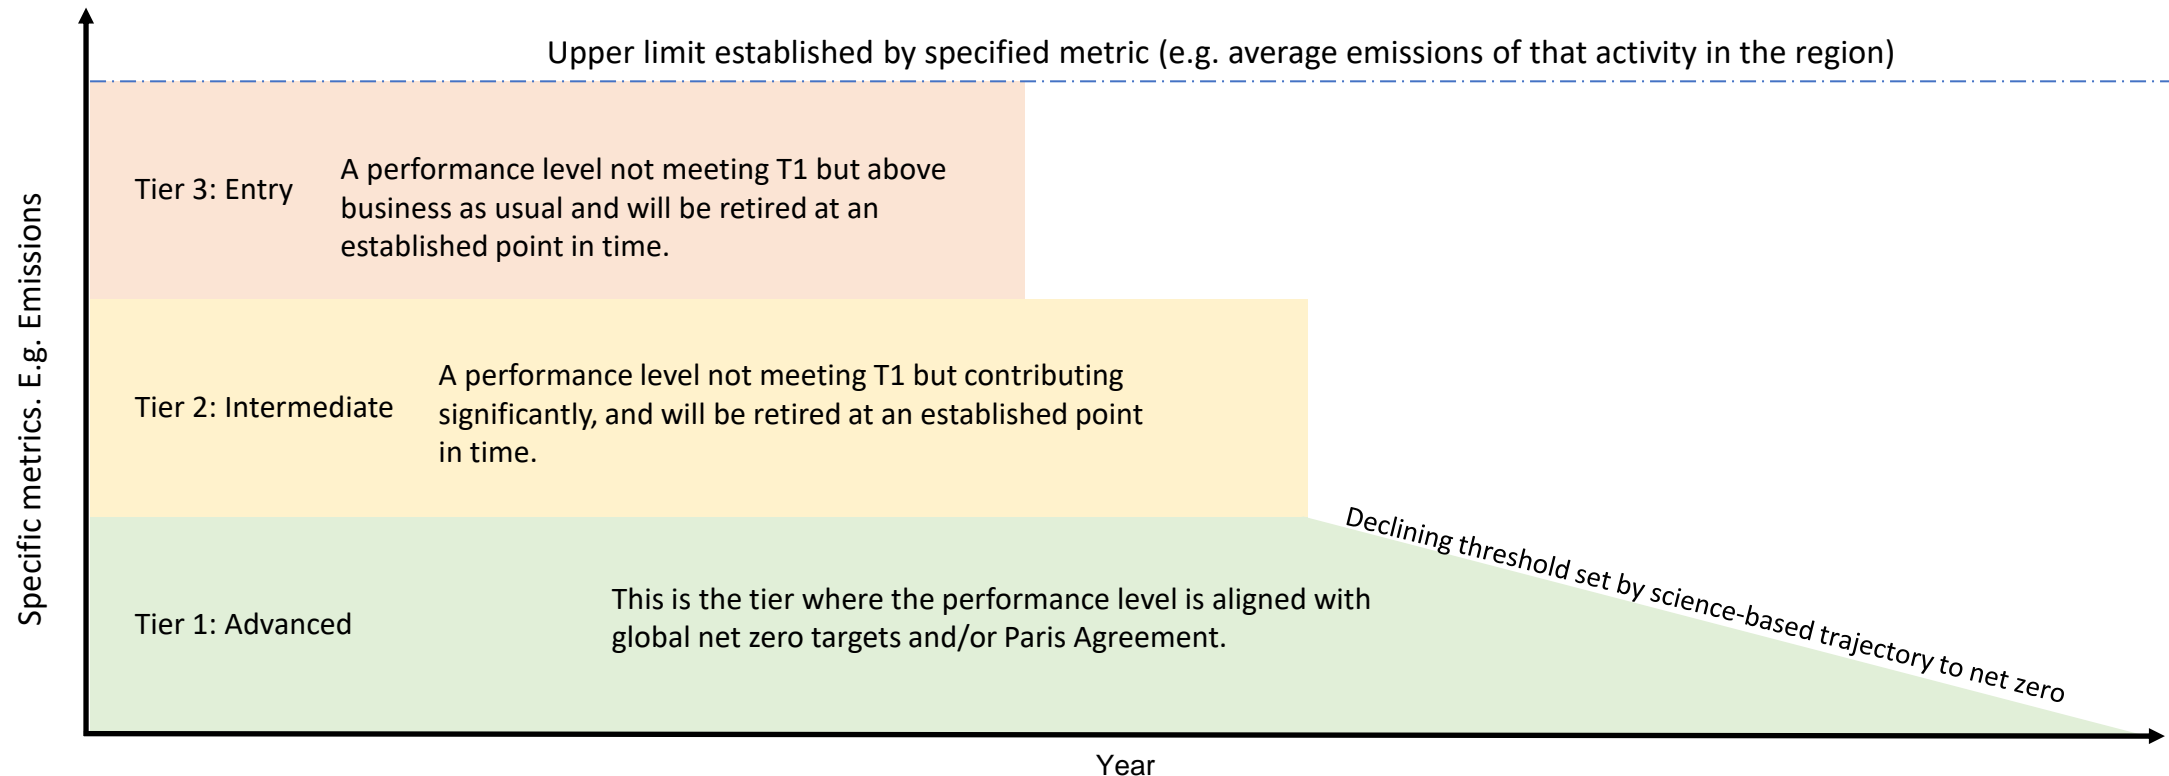 Upper limit established by specified metric (e.g. average emissions of that activity in the region)
Specific metrics. E.g. Emissions
Tier 3: Entry
A performance level not meeting T1 but above
business as usual and will be retired at an
established point in time.
Tier 2: Intermediate
A performance level not meeting T1 but contributing
significantly, and will be retired at an established point
in time.
Tier 1: Advanced
This is the tier where the performance level is aligned with
global net zero targets and/or Paris Agreement.
Declining threshold set by science-based trajectory to net zero
Year